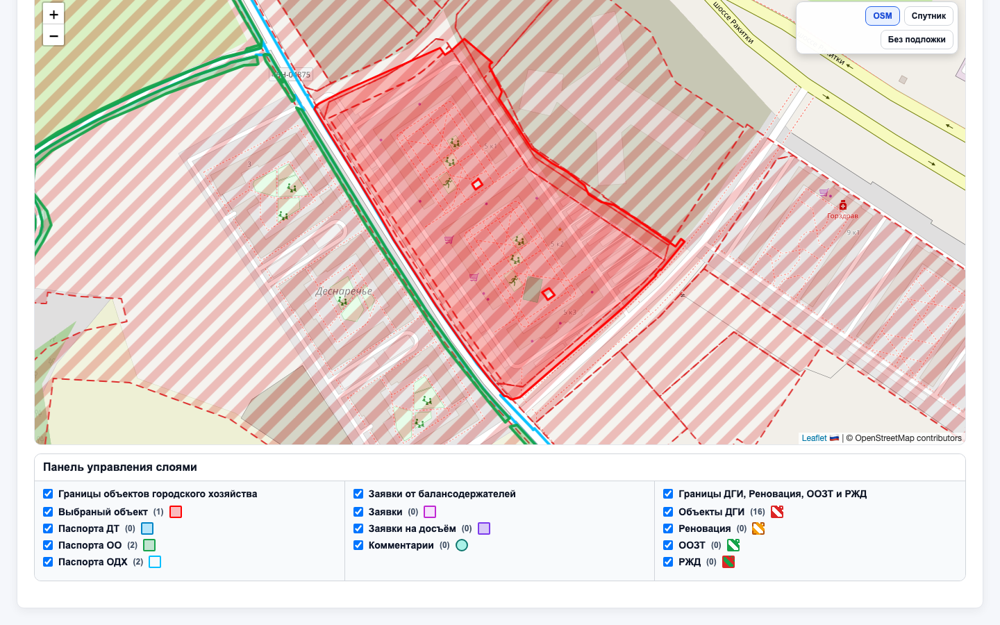 +
−
OSM
Спутник
Без подложки
шоссе Ракитки
5 к1
3
5 к2
Горздрав
9 к1
Деснаречье
5 к3
Leaflet | © OpenStreetMap contributors
Панель управления слоями
Границы объектов городского хозяйства
Выбраный объект (1)
Паспорта ДТ (0)
Паспорта ОО (2)
Паспорта ОДХ (2)
Заявки от балансодержателей
Заявки (0)
Заявки на досъём (0)
Комментарии (0)
Границы ДГИ, Реновация, ООЗТ и РЖД
Объекты ДГИ (16)
Реновация (0)
ООЗТ (0)
РЖД (0)